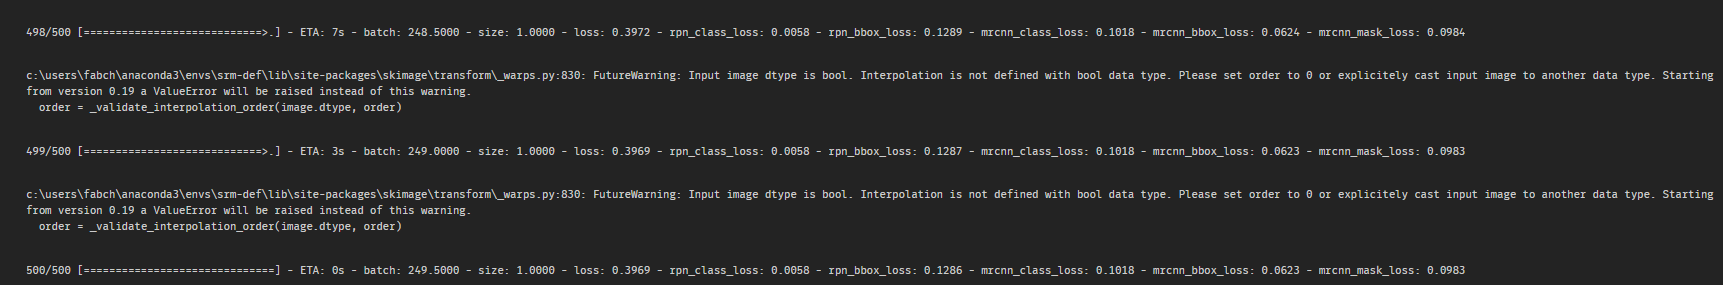 498/500 [============================>.] - ETA: 7s - batch: 248.5000 - size: 1.0000 - loss: 0.3972 - rpn_class_loss: 0.0058 - rpn_bbox_loss: 0.1289 - mrcnn_class_loss: 0.1018 - mrcnn_bbox_loss: 0.0624 - mrcnn_mask_loss: 0.0984
c:\users\fabch\anaconda3\envs\srm-def\lib\site-packages\skimage\transform\_warps.py:830: FutureWarning: Input image dtype is bool. Interpolation is not defined with bool data type. Please set order to 0 or explicitely cast input image to another data type. Starting
from version 0.19 a ValueError will be raised instead of this warning.
  order = _validate_interpolation_order(image.dtype, order)
499/500 [============================>.] - ETA: 3s - batch: 249.0000 - size: 1.0000 - loss: 0.3969 - rpn_class_loss: 0.0058 - rpn_bbox_loss: 0.1287 - mrcnn_class_loss: 0.1018 - mrcnn_bbox_loss: 0.0623 - mrcnn_mask_loss: 0.0983
c:\users\fabch\anaconda3\envs\srm-def\lib\site-packages\skimage\transform\_warps.py:830: FutureWarning: Input image dtype is bool. Interpolation is not defined with bool data type. Please set order to 0 or explicitely cast input image to another data type. Starting
from version 0.19 a ValueError will be raised instead of this warning.
  order = _validate_interpolation_order(image.dtype, order)
500/500 [==============================] - ETA: 0s - batch: 249.5000 - size: 1.0000 - loss: 0.3969 - rpn_class_loss: 0.0058 - rpn_bbox_loss: 0.1286 - mrcnn_class_loss: 0.1018 - mrcnn_bbox_loss: 0.0623 - mrcnn_mask_loss: 0.0983